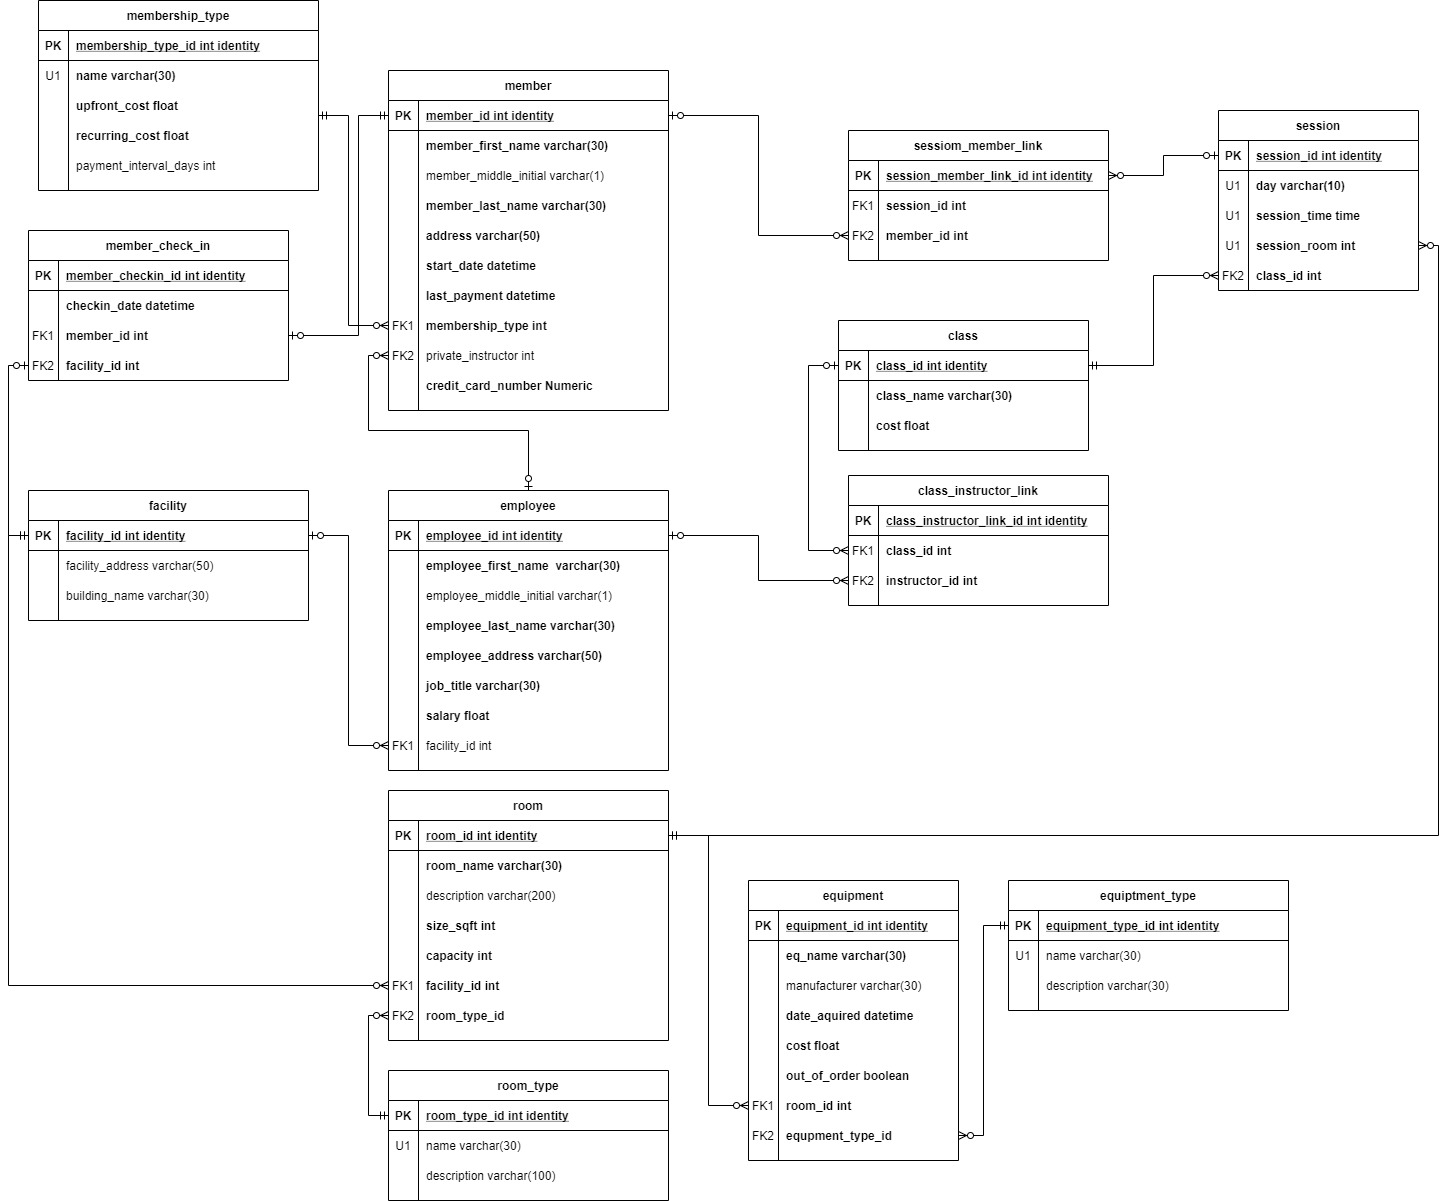 membership_type
PK membership_type_id int identity
U1 name varchar(30)
upfront_cost float
recurring_cost float
payment_interval_days int
member
PK member_id int identity
member_first_name varchar(30)
member_middle_initial varchar(1)
member_last_name varchar(30)
address varchar(50)
start_date datetime
last_payment datetime
FK1 membership_type int
FK2 private_instructor int
credit_card_number Numeric
sessiom_member_link
PK session_member_link_id int identity
FK1 session_id int
FK2 member_id int
session
PK session_id int identity
U1 day varchar(10)
U1 session_time time
U1 session_room int
FK2 class_id int
member_check_in
PK member_checkin_id int identity
checkin_date datetime
FK1 member_id int
FK2 facility_id int
class
PK class_id int identity
class_name varchar(30)
cost float
class_instructor_link
PK class_instructor_link_id int identity
FK1 class_id int
FK2 instructor_id int
facility
PK facility_id int identity
facility_address varchar(50)
building_name varchar(30)
employee
PK employee_id int identity
employee_first_name varchar(30)
employee_middle_initial varchar(1)
employee_last_name varchar(30)
employee_address varchar(50)
job_title varchar(30)
salary float
FK1 facility_id int
room
PK room_id int identity
room_name varchar(30)
description varchar(200)
size_sqft int
capacity int
FK1 facility_id int
FK2 room_type_id
equipment
PK equipment_id int identity
eq_name varchar(30)
manufacturer varchar(30)
date_aquired datetime
cost float
out_of_order boolean
FK1 room_id int
FK2 equpment_type_id
equiptment_type
PK equipment_type_id int identity
U1 name varchar(30)
description varchar(30)
room_type
PK room_type_id int identity
U1 name varchar(30)
description varchar(100)